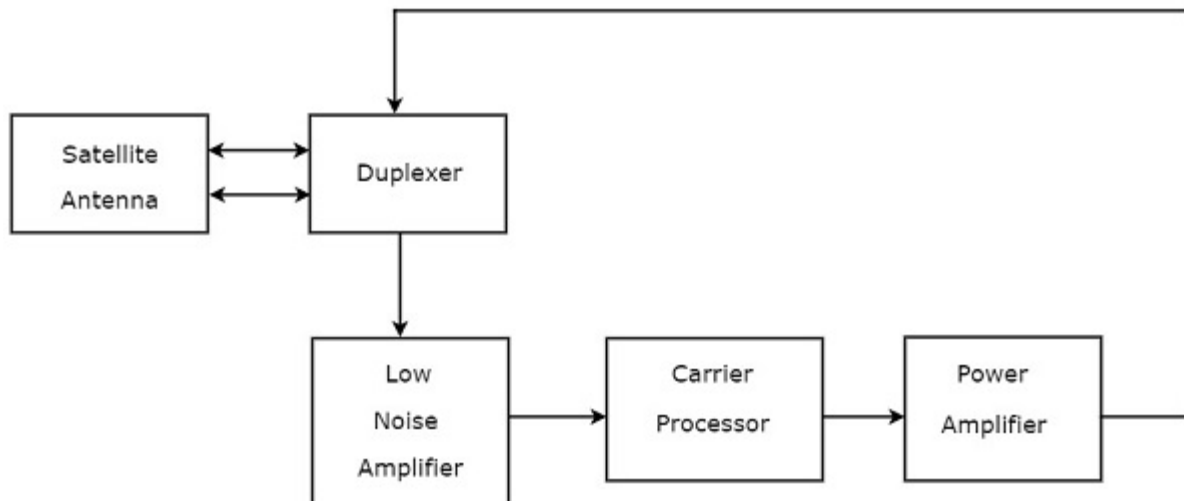 Satellite
Antenna
Duplexer
Low
Noise
Amplifier
Carrier
Processor
Power
Amplifier